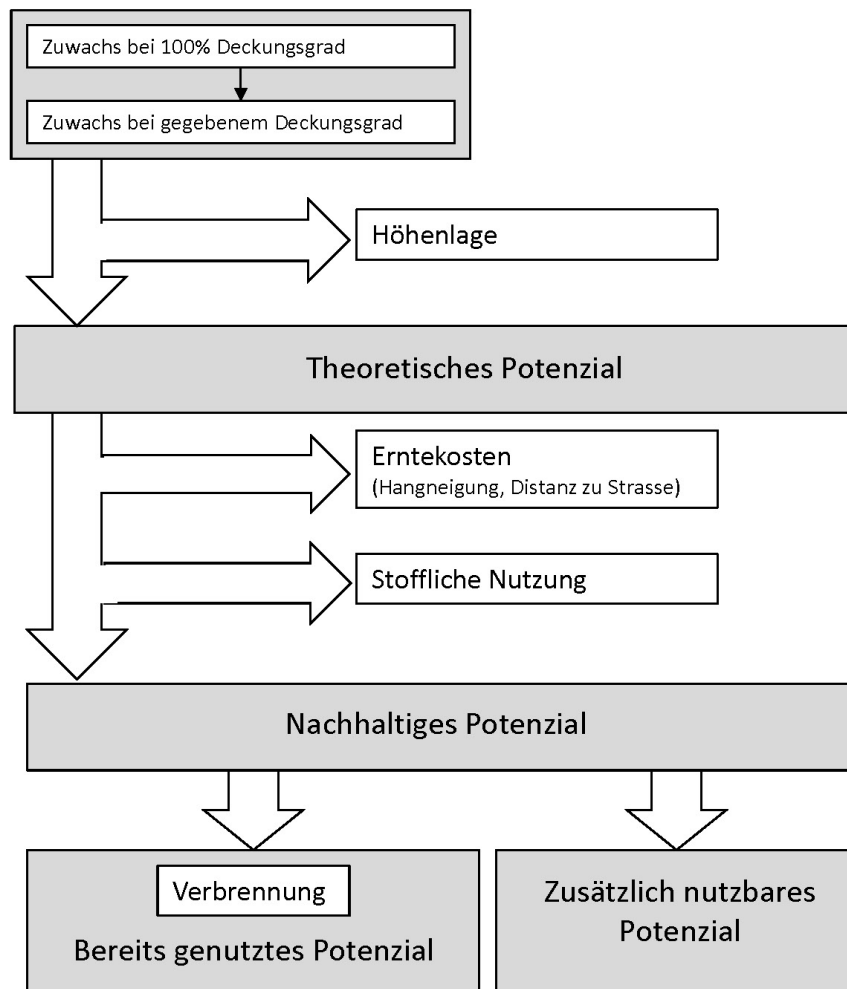 Zuwachs bei 100% Deckungsgrad
Zuwachs bei gegebenem Deckungsgrad
Höhenlage
Theoretisches Potenzial
Erntekosten
(Hangneigung, Distanz zu Strasse)
Stoffliche Nutzung
Nachhaltiges Potenzial
Verbrennung
Bereits genutztes Potenzial
Zusätzlich nutzbares
Potenzial